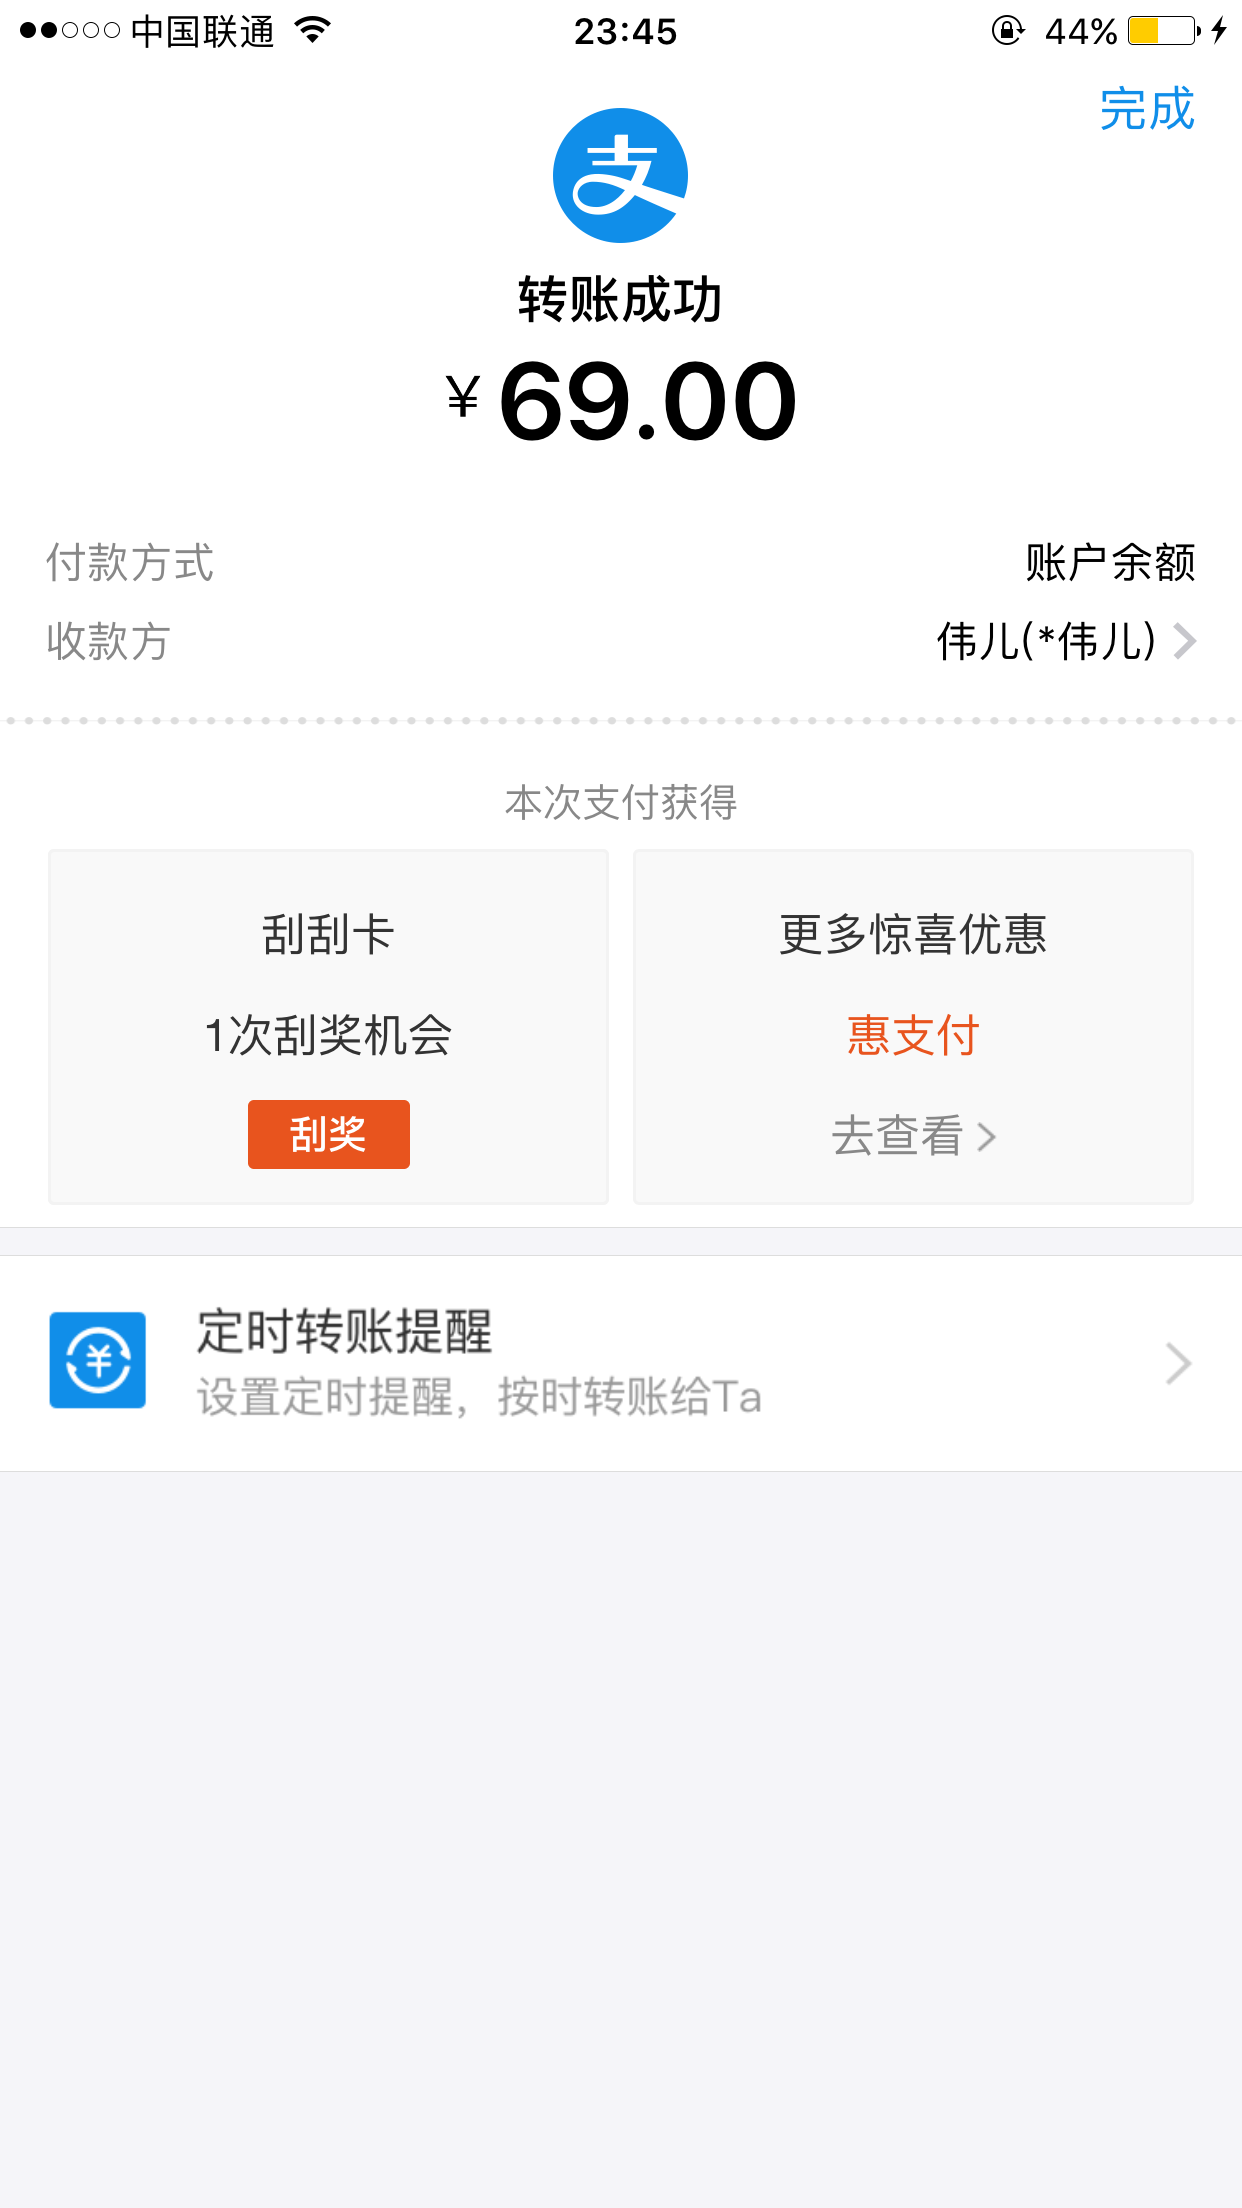 中国联通 23:45 44%
完成
支
转账成功
¥69.00
付款方式 账户余额
收款方 伟儿(*伟儿)
本次支付获得
刮刮卡
1次刮奖机会
刮奖
更多惊喜优惠
惠支付
去查看
定时转账提醒
设置定时提醒，按时转账给Ta